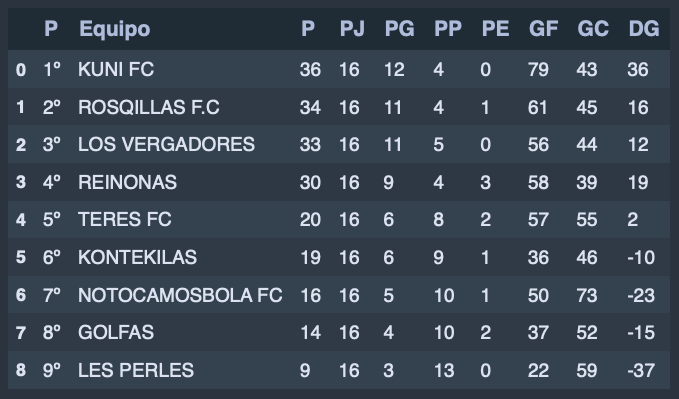 P Equipo P PJ PG PP PE GF GC DG
0 1º KUNI FC 36 16 12 4 0 79 43 36
1 2º ROSQILLAS F.C 34 16 11 4 1 61 45 16
2 3º LOS VERGADORES 33 16 11 5 0 56 44 12
3 4º REINONAS 30 16 9 4 3 58 39 19
4 5º TERES FC 20 16 6 8 2 57 55 2
5 6º KONTEKILAS 19 16 6 9 1 36 46 -10
6 7º NOTOCAMOSBOLA FC 16 16 5 10 1 50 73 -23
7 8º GOLFAS 14 16 4 10 2 37 52 -15
8 9º LES PERLES 9 16 3 13 0 22 59 -37